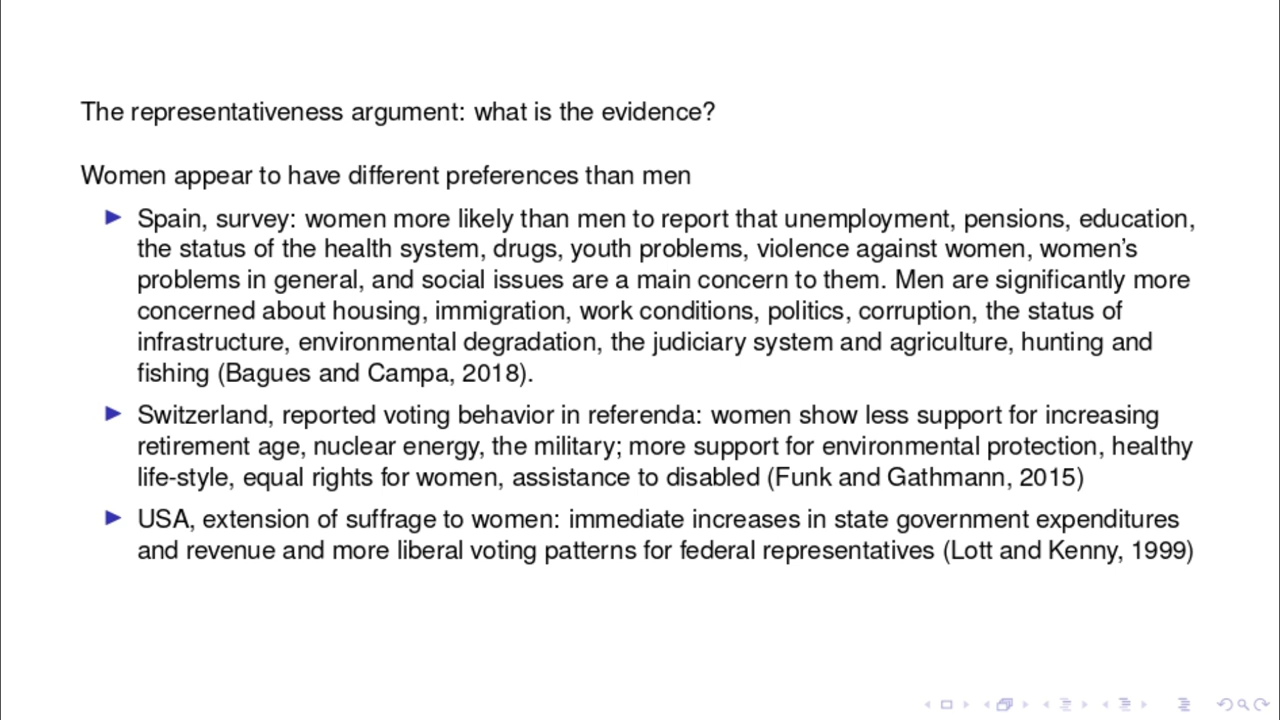 The representativeness argument: what is the evidence?
Women appear to have different preferences than men
Spain, survey: women more likely than men to report that unemployment, pensions, education,
the status of the health system, drugs, youth problems, violence against women, women's
problems in general, and social issues are a main concern to them. Men are significantly more
concerned about housing, immigration, work conditions, politics, corruption, the status of
infrastructure, environmental degradation, the judiciary system and agriculture, hunting and
fishing (Bagues and Campa, 2018).
Switzerland, reported voting behavior in referenda: women show less support for increasing
retirement age, nuclear energy, the military; more support for environmental protection, healthy
life-style, equal rights for women, assistance to disabled (Funk and Gathmann, 2015)
USA, extension of suffrage to women: immediate increases in state government expenditures
and revenue and more liberal voting patterns for federal representatives (Lott and Kenny, 1999)